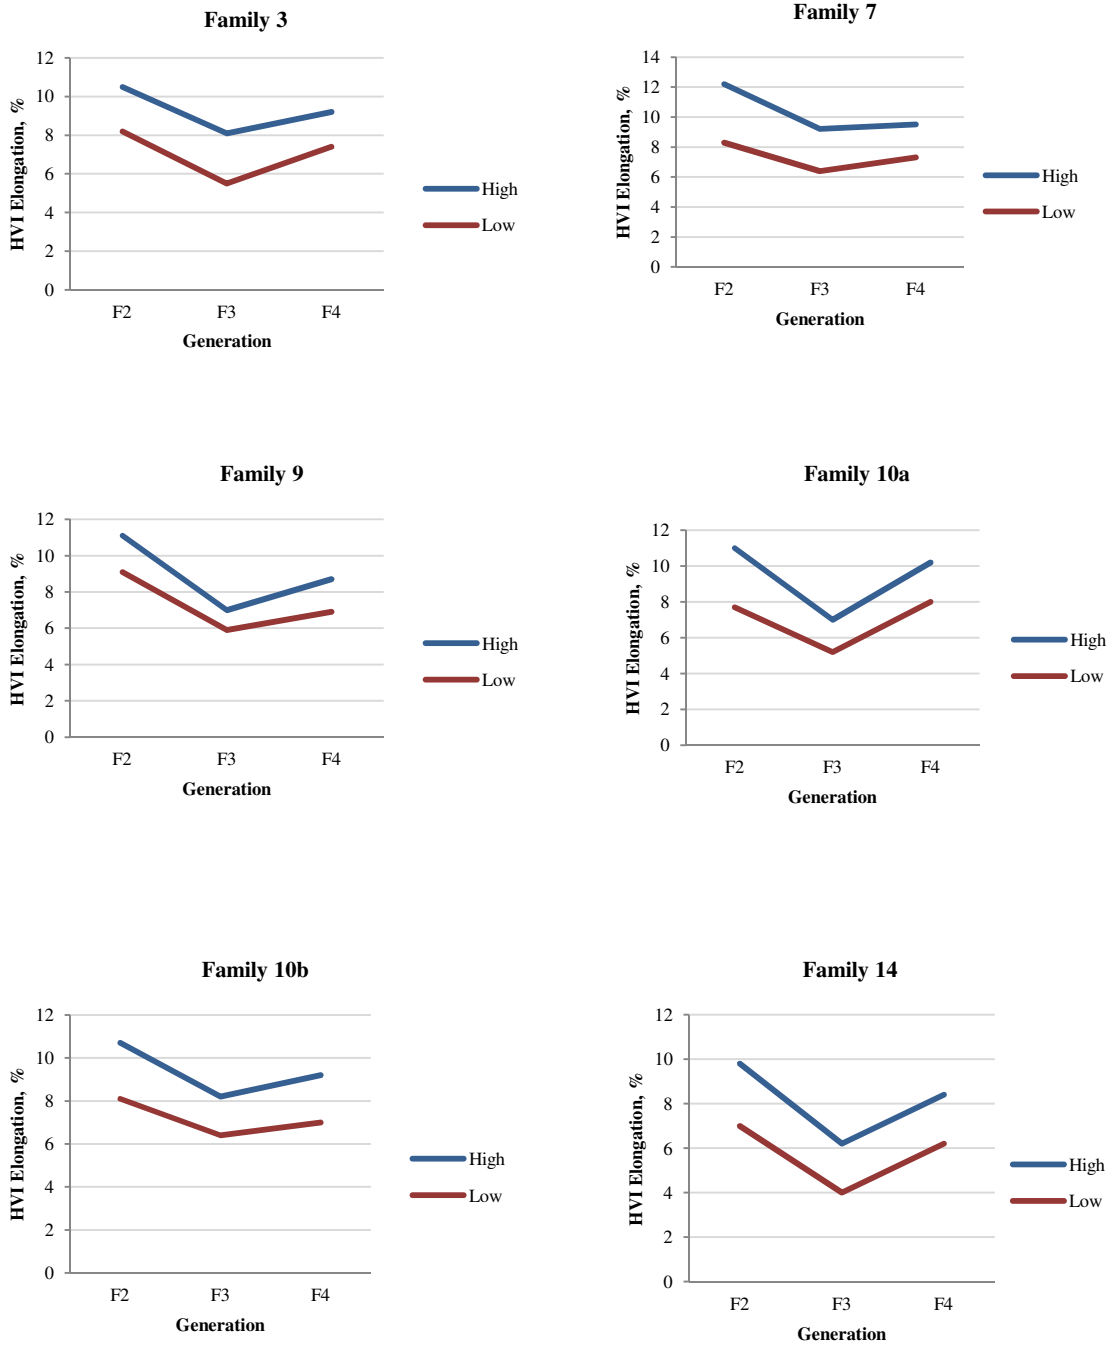 Family 3
HVI Elongation, %
12
10
8
6
4
2
0
F2 F3 F4
Generation
High
Low
Family 7
HVI Elongation, %
14
12
10
8
6
4
2
0
F2 F3 F4
Generation
High
Low
Family 9
HVI Elongation, %
12
10
8
6
4
2
0
F2 F3 F4
Generation
High
Low
Family 10a
HVI Elongation, %
12
10
8
6
4
2
0
F2 F3 F4
Generation
High
Low
Family 10b
HVI Elongation, %
12
10
8
6
4
2
0
F2 F3 F4
Generation
High
Low
Family 14
HVI Elongation, %
12
10
8
6
4
2
0
F2 F3 F4
Generation
High
Low